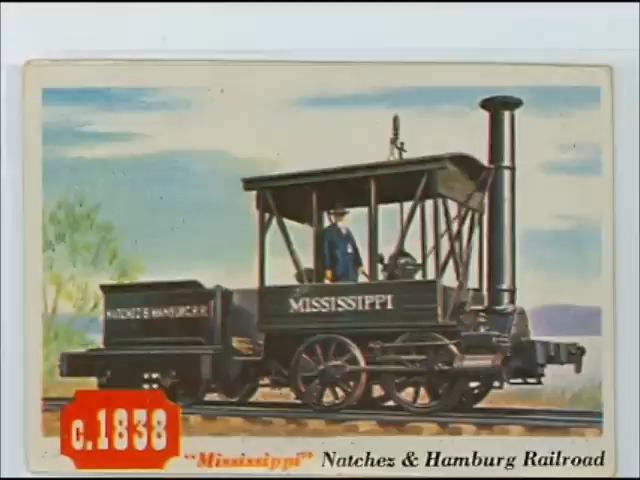 MISSISSIPPI
NATCHEZ & HAMBURG R.R.
c.1838
"Mississippi" Natchez & Hamburg Railroad